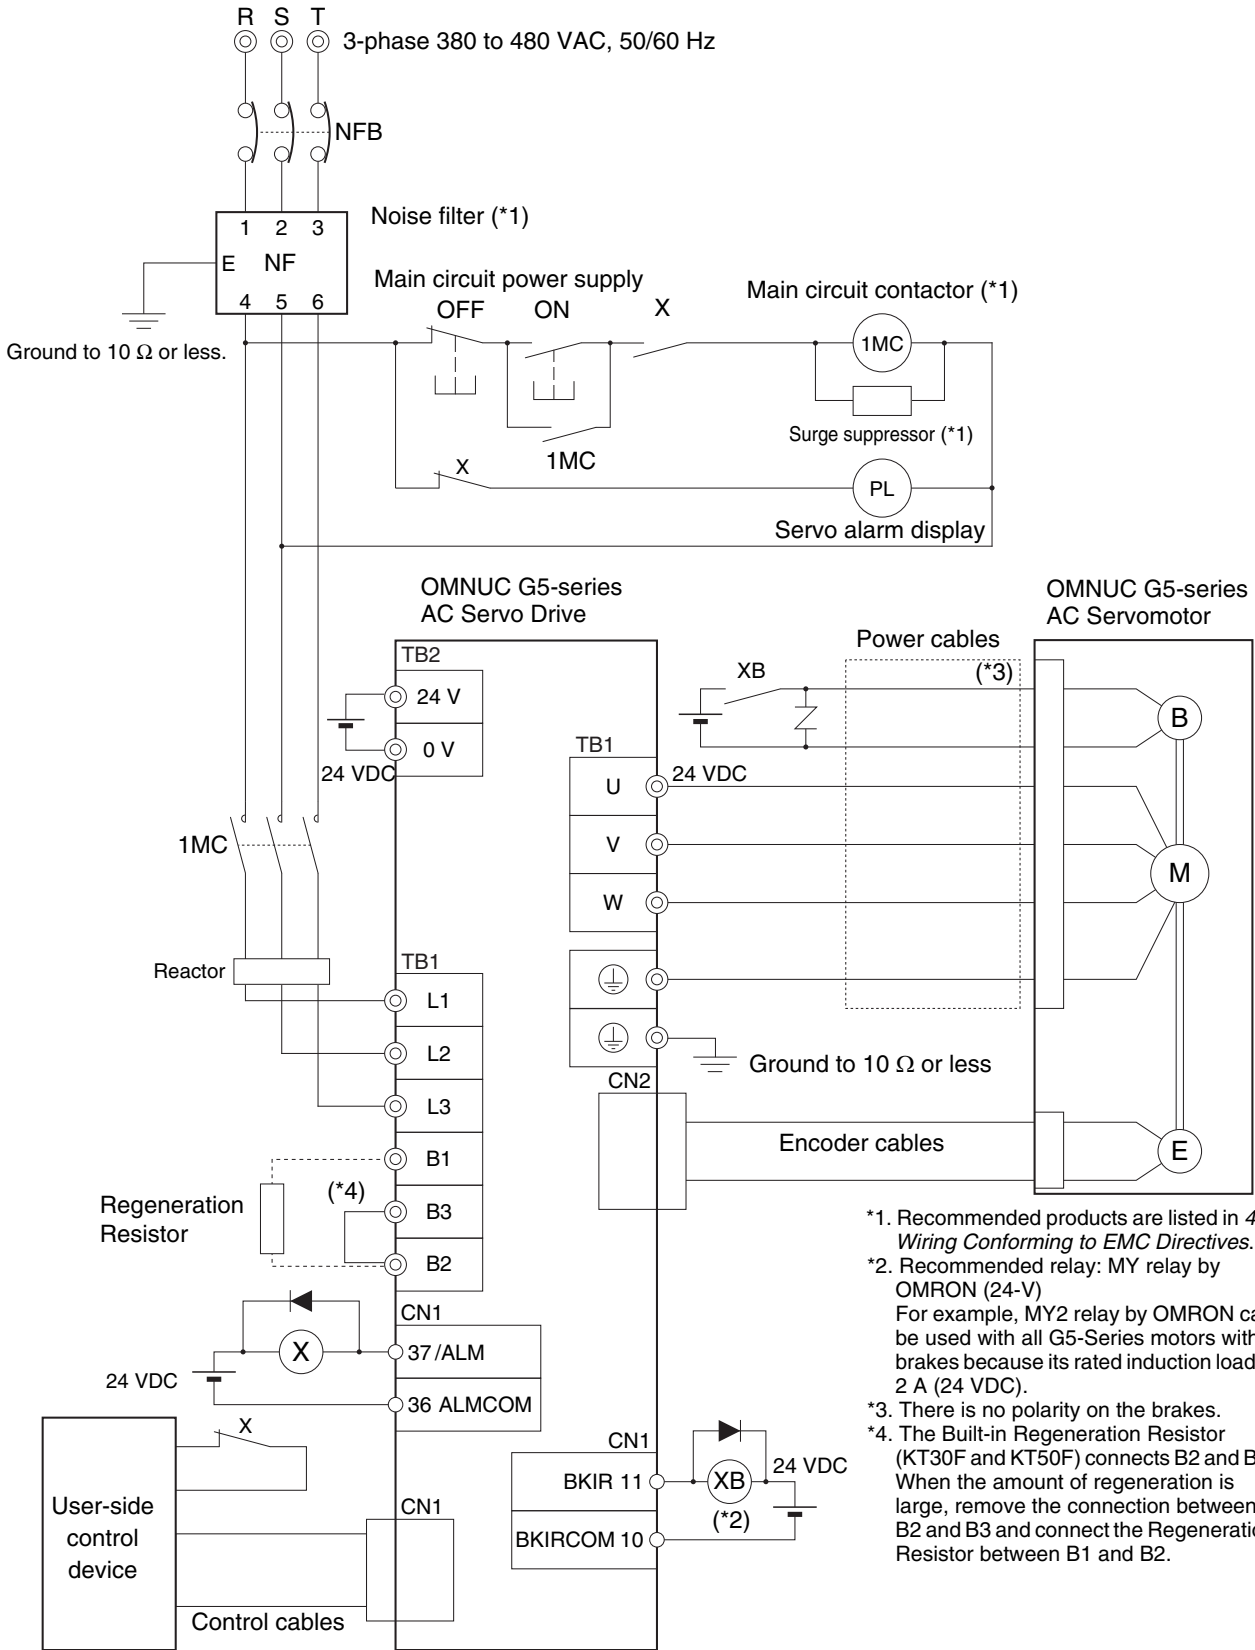 R S T
3-phase 380 to 480 VAC, 50/60 Hz
NFB
Noise filter (*1)
1 2 3
E NF
4 5 6
Ground to 10 Ω or less.
Main circuit power supply
OFF ON X
Main circuit contactor (*1)
1MC
Surge suppressor (*1)
1MC
X
PL
Servo alarm display
OMNUC G5-series
AC Servo Drive
OMNUC G5-series
AC Servomotor
TB2
24 V
0 V
24 VDC
XB
Power cables
(*3)
B
TB1
24 VDC
U
V
W
M
1MC
Reactor
TB1
L1
L2
L3
B1
B3
B2
Ground to 10 Ω or less
CN2
Encoder cables
E
Regeneration
Resistor
(*4)
CN1
X
37 /ALM
24 VDC
36 ALMCOM
X
User-side
control
device
CN1
Control cables
CN1
BKIR 11
XB
24 VDC
(*2)
BKIRCOM 10
*1. Recommended products are listed in 4
Wiring Conforming to EMC Directives.
*2. Recommended relay: MY relay by
OMRON (24-V)
For example, MY2 relay by OMRON ca
be used with all G5-Series motors with
brakes because its rated induction load
2 A (24 VDC).
*3. There is no polarity on the brakes.
*4. The Built-in Regeneration Resistor
(KT30F and KT50F) connects B2 and B
When the amount of regeneration is
large, remove the connection between
B2 and B3 and connect the Regeneratio
Resistor between B1 and B2.